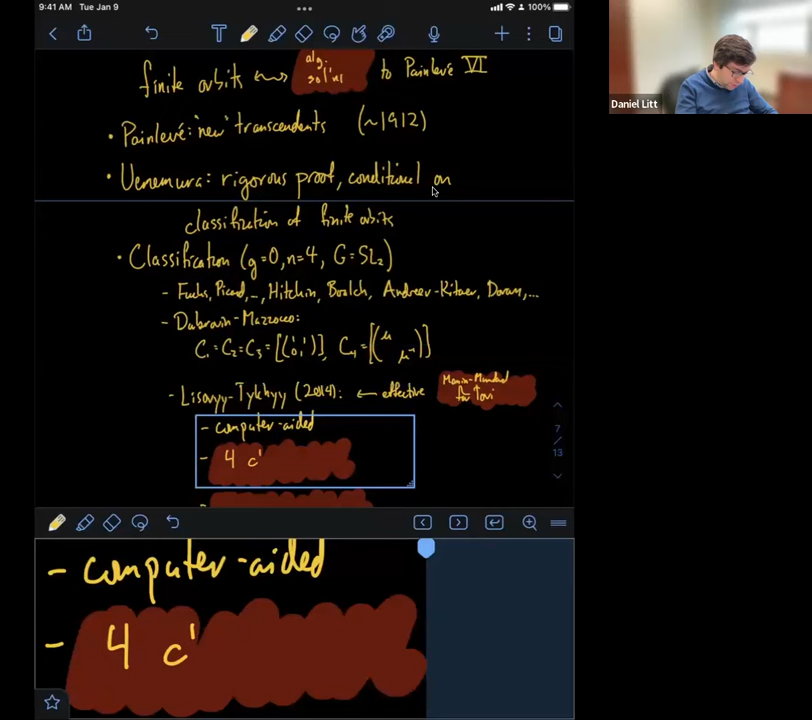 9:41 AM Tue Jan 9
100%
Daniel Litt
finite orbits ⟷ alg. sol'ns to Painlevé VI
• Painlevé: 'new' transcendents (~1912)
• Umemura: rigorous proof, conditional on
classification of finite orbits
• Classification (g=0, n=4, G=SL₂)
- Fuchs, Picard, ..., Hitchin, Boalch, Andreev-Kitaev, Doran, ...
- Dubrovin-Mazzocco:
C₁=C₂=C₃=[(1 1 0 1)], C₄=[(μ μ⁻¹)]
- Lisovyy-Tykhyy (2014): ← effective Manin-Mumford for Tori
- computer-aided
- 4 c'
7
/
13
- computer-aided
- 4 c'